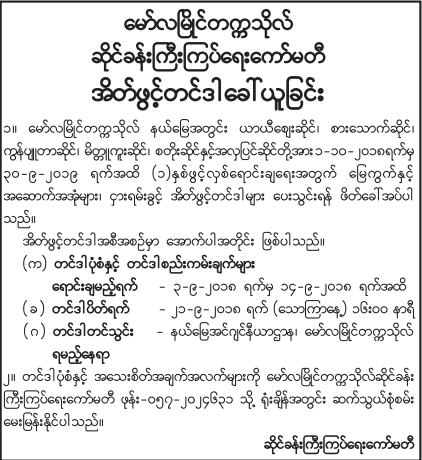 မော်လမြိုင်တက္ကသိုလ်
ဆိုင်ခန်းကြီးကြပ်ရေးကော်မတီ
အိတ်ဖွင့်တင်ဒါခေါ်ယူခြင်း
၁။ မော်လမြိုင်တက္ကသိုလ် နယ်မြေအတွင်း ယာယီဈေးဆိုင်၊ စားသောက်ဆိုင်၊
ကွန်ပျူတာဆိုင်၊ မိတ္တူကူးဆိုင်၊ စတိုးဆိုင်နှင့်အလှပြင်ဆိုင်တို့အား ၁-၁၀-၂၀၁၈ရက်မှ
၃၀-၉-၂၀၁၉ ရက်အထိ (၁)နှစ်ဖွင့်လှစ်ရောင်းချရေးအတွက် မြေကွက်နှင့်
အဆောက်အအုံများ၊ ငှားရမ်းခွင့် အိတ်ဖွင့်တင်ဒါများ ပေးသွင်းရန် ဖိတ်ခေါ်အပ်ပါ
သည်။
အိတ်ဖွင့်တင်ဒါအစီအစဉ်မှာ အောက်ပါအတိုင်း ဖြစ်ပါသည်။
(က) တင်ဒါပုံစံနှင့် တင်ဒါစည်းကမ်းချက်များ
ရောင်းချမည့်ရက် - ၃-၉-၂၀၁၈ ရက်မှ ၁၄-၉-၂၀၁၈ ရက်အထိ
(ခ) တင်ဒါပိတ်ရက် - ၂၁-၉-၂၀၁၈ ရက် (သောကြာနေ့) ၁၆း၀၀ နာရီ
(ဂ) တင်ဒါတင်သွင်း - နယ်မြေအင်ဂျင်နီယာဌာန၊ မော်လမြိုင်တက္ကသိုလ်
ရမည့်နေရာ
၂။ တင်ဒါပုံစံနှင့် အသေးစိတ်အချက်အလက်များကို မော်လမြိုင်တက္ကသိုလ်ဆိုင်ခန်း
ကြီးကြပ်ရေးကော်မတီ ဖုန်း-၀၅၇-၂၀၂၄၆၃၁ သို့ ရုံးချိန်အတွင်း ဆက်သွယ်စုံစမ်း
မေးမြန်းနိုင်ပါသည်။
ဆိုင်ခန်းကြီးကြပ်ရေးကော်မတီ